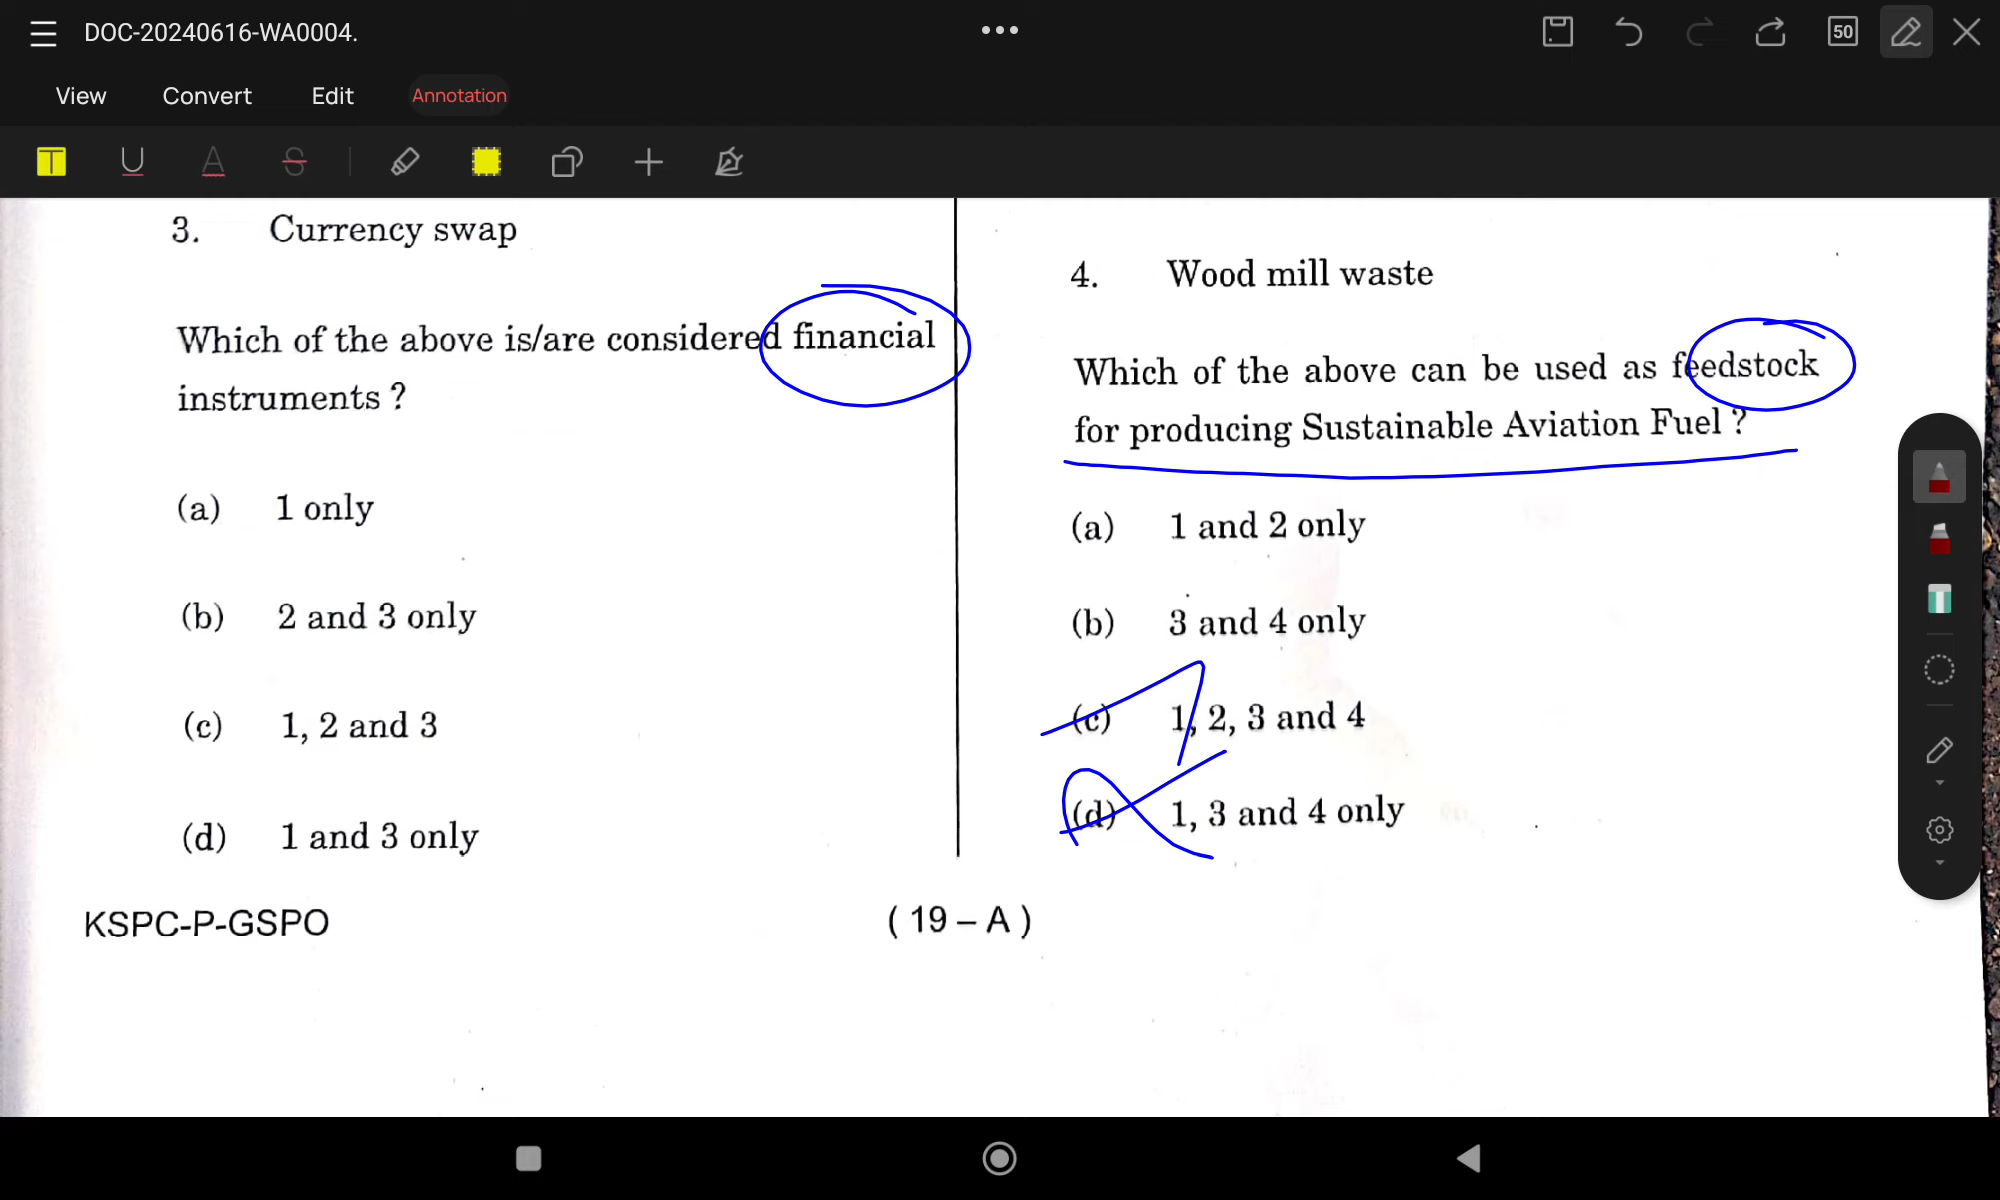 DOC-20240616-WA0004.
50
View Convert Edit Annotation
T U A S
3. Currency swap
Which of the above is/are considered financial
instruments ?
(a) 1 only
(b) 2 and 3 only
(c) 1, 2 and 3
(d) 1 and 3 only
4. Wood mill waste
Which of the above can be used as feedstock
for producing Sustainable Aviation Fuel ?
(a) 1 and 2 only
(b) 3 and 4 only
(c) 1, 2, 3 and 4
(d) 1, 3 and 4 only
KSPC-P-GSPO
( 19 – A )